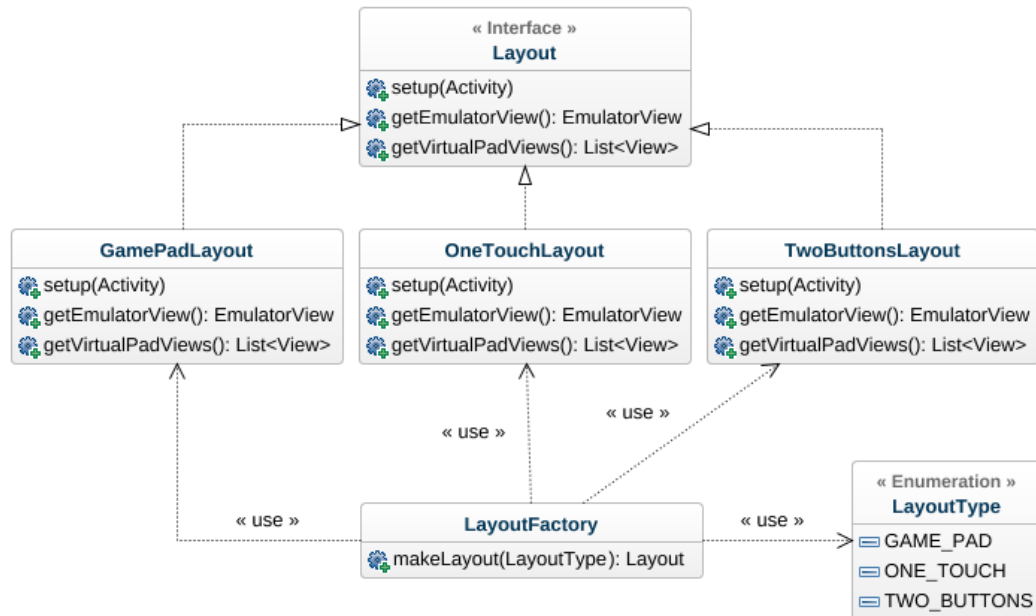 « Interface »
Layout
setup(Activity)
getEmulatorView(): EmulatorView
getVirtualPadViews(): List<View>
GamePadLayout
setup(Activity)
getEmulatorView(): EmulatorView
getVirtualPadViews(): List<View>
OneTouchLayout
setup(Activity)
getEmulatorView(): EmulatorView
getVirtualPadViews(): List<View>
TwoButtonsLayout
setup(Activity)
getEmulatorView(): EmulatorView
getVirtualPadViews(): List<View>
« use »
« use »
« use »
LayoutFactory
makeLayout(LayoutType): Layout
« use »
« Enumeration »
LayoutType
GAME_PAD
ONE_TOUCH
TWO_BUTTONS